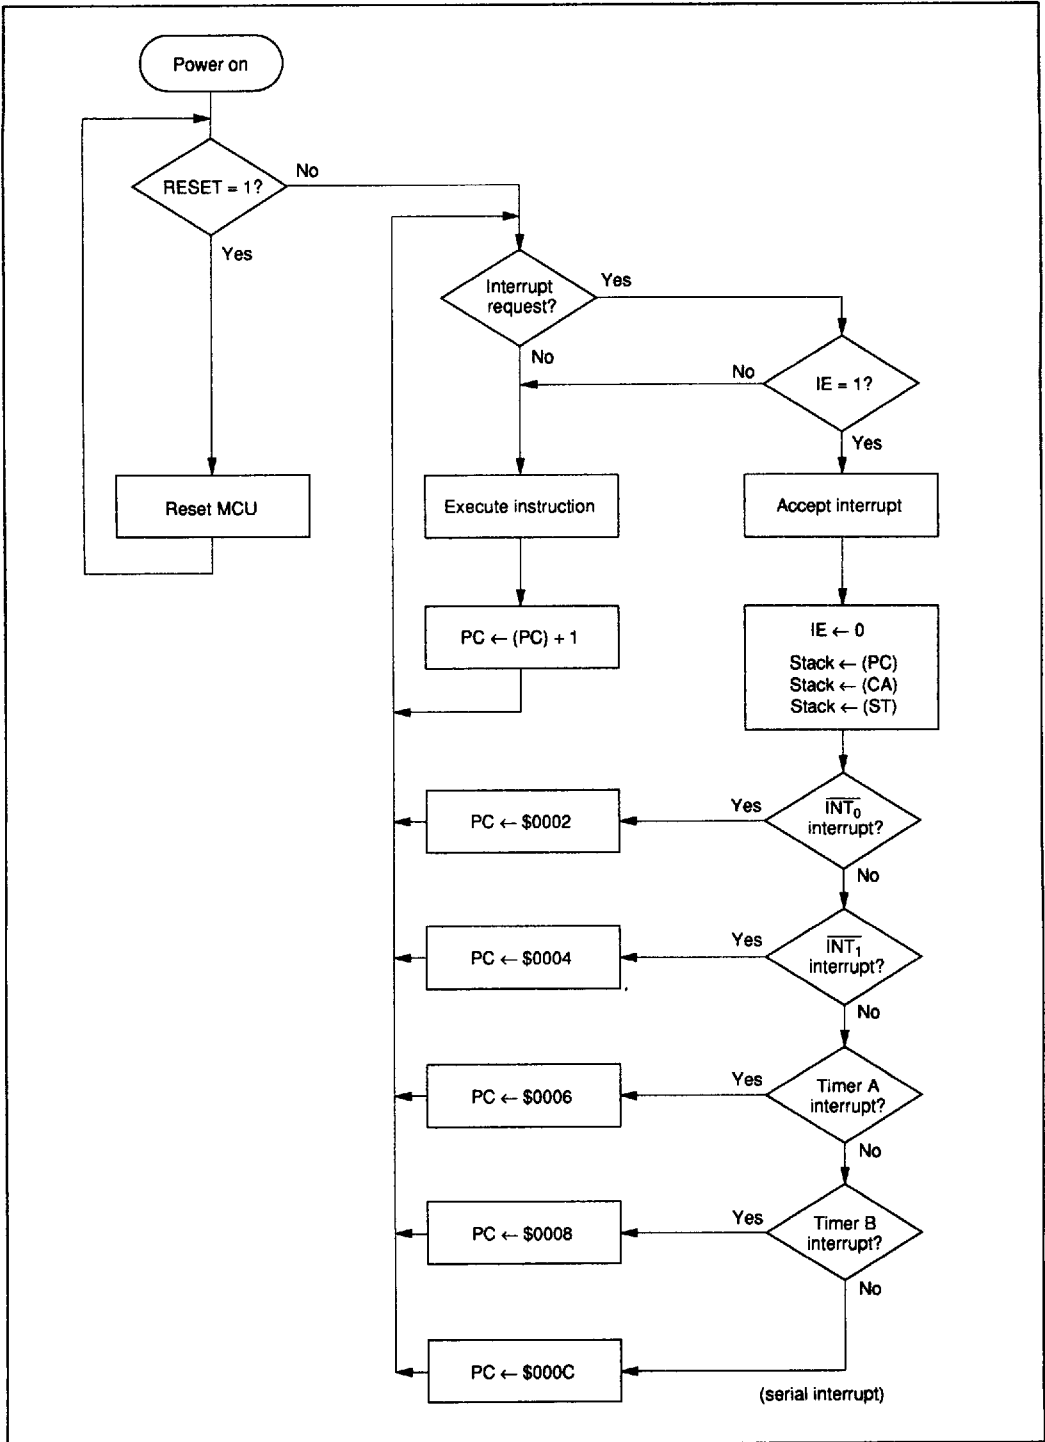 Power on
RESET = 1?
No
Yes
Interrupt
request?
Yes
No
IE = 1?
No
Yes
Reset MCU
Execute instruction
Accept interrupt
PC ← (PC) + 1
IE ← 0
Stack ← (PC)
Stack ← (CA)
Stack ← (ST)
INT₀
interrupt?
Yes
PC ← $0002
No
INT₁
interrupt?
Yes
PC ← $0004
No
Timer A
interrupt?
Yes
PC ← $0006
No
Timer B
interrupt?
Yes
PC ← $0008
No
PC ← $000C
(serial interrupt)